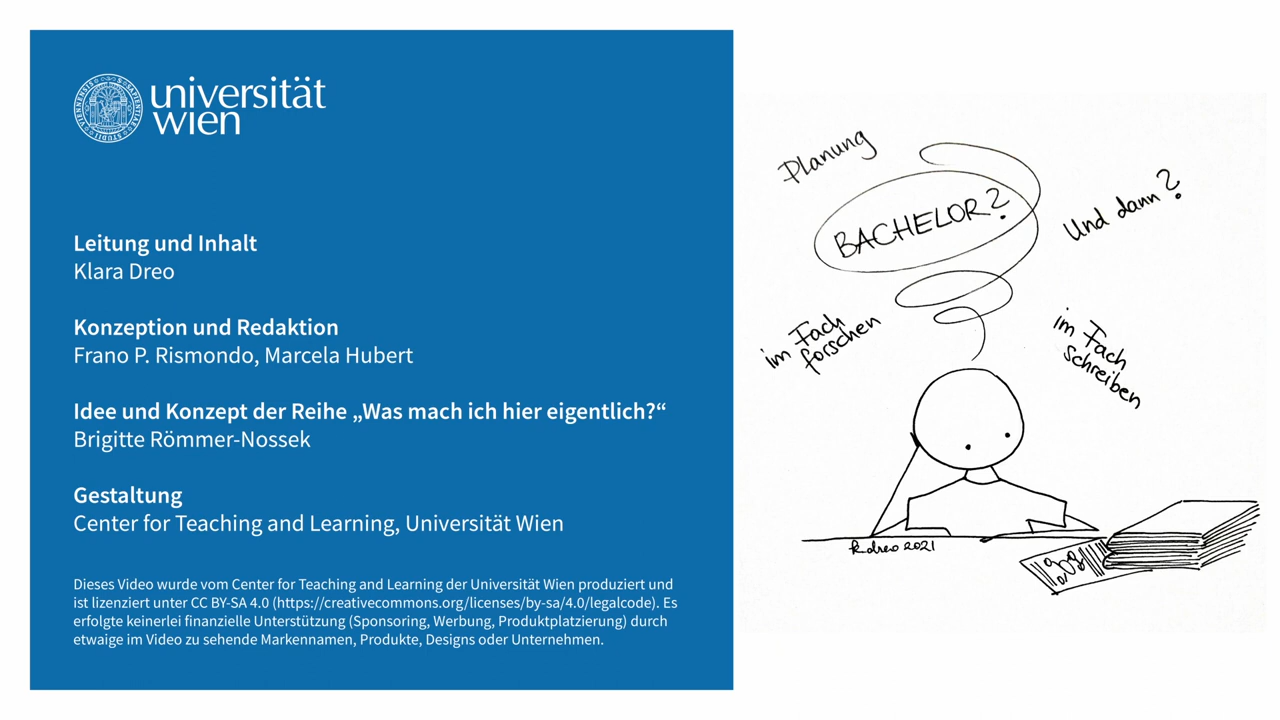 universität
wien
Leitung und Inhalt
Klara Dreo
Konzeption und Redaktion
Frano P. Rismondo, Marcela Hubert
Idee und Konzept der Reihe „Was mach ich hier eigentlich?“
Brigitte Römmer-Nossek
Gestaltung
Center for Teaching and Learning, Universität Wien
Dieses Video wurde vom Center for Teaching and Learning der Universität Wien produziert und
ist lizenziert unter CC BY-SA 4.0 (https://creativecommons.org/licenses/by-sa/4.0/legalcode). Es
erfolgte keinerlei finanzielle Unterstützung (Sponsoring, Werbung, Produktplatzierung) durch
etwaige im Video zu sehende Markennamen, Produkte, Designs oder Unternehmen.
Planung
BACHELOR?
Und dann?
im Fach
forschen
im Fach
schreiben
k.dreo 2021